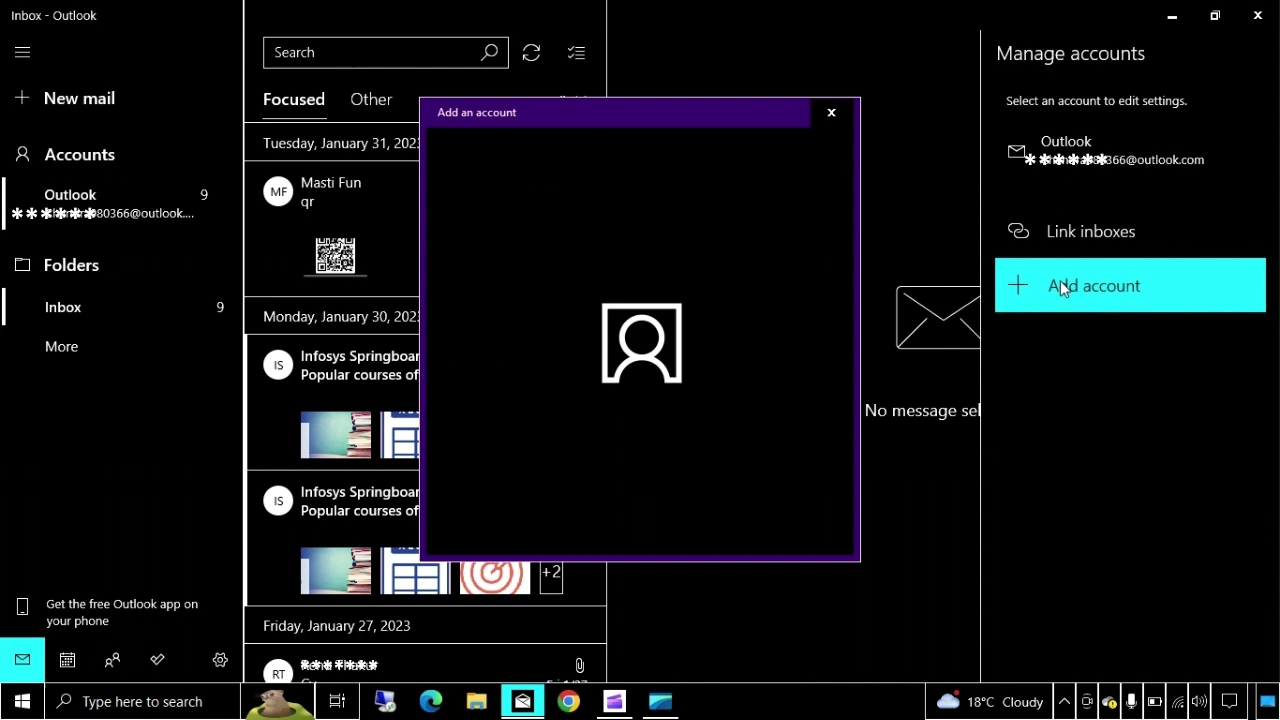 Inbox - Outlook
Search
New mail
Focused
Other
Accounts
Outlook
9
80366@outlook....
Folders
Inbox
9
More
Get the free Outlook app on
your phone
Tuesday, January 31, 202
MF
Masti Fun
qr
Monday, January 30, 202
IS
Infosys Springboar
Popular courses of
IS
Infosys Springboar
Popular courses of
+2
Friday, January 27, 2023
RT
Add an account
x
No message sel
Manage accounts
Select an account to edit settings.
Outlook
366@outlook.com
Link inboxes
Add account
Type here to search
18°C Cloudy